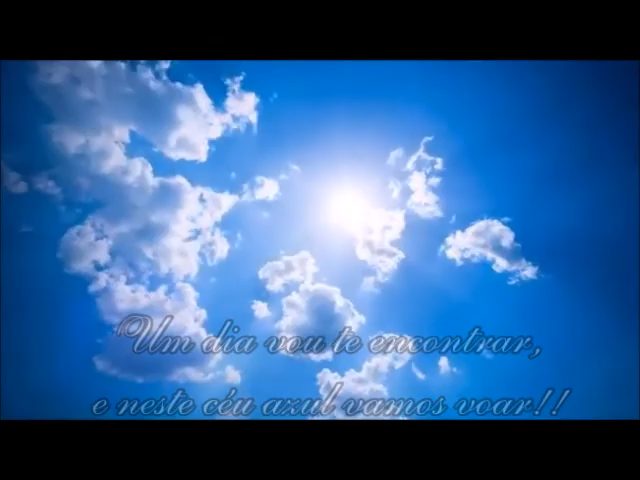 "Um dia vou te encontrar,
e neste céu azul vamos voar!!